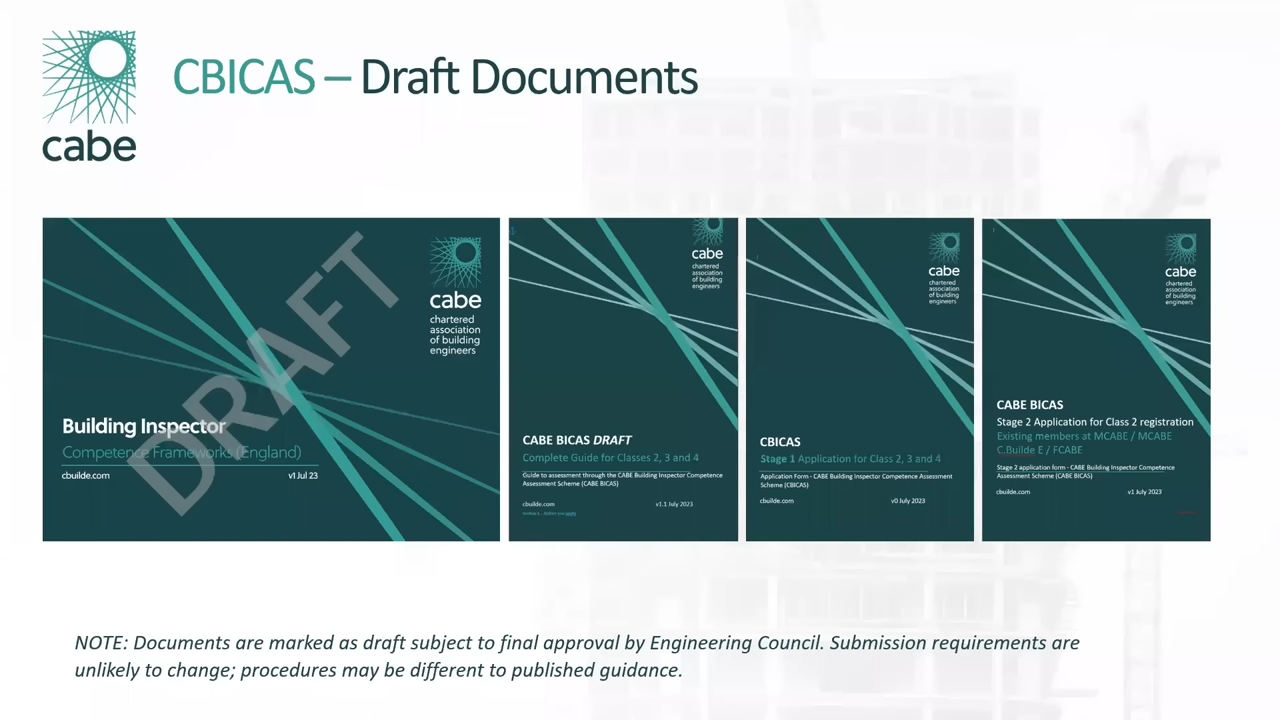 cabe
CBICAS – Draft Documents
DRAFT
cabe
chartered
association
of building
engineers
Building Inspector
Competence Frameworks (England)
cbuilde.com v1 Jul 23
cabe
chartered
association
of building
engineers
CABE BICAS DRAFT
Complete Guide for Classes 2, 3 and 4
Guide to assessment through the CABE Building Inspector Competence
Assessment Scheme (CABE BICAS)
cbuilde.com v1.1 July 2023
cabe
chartered
association
of building
engineers
CBICAS
Stage 1 Application for Class 2, 3 and 4
Application Form - CABE Building Inspector Competence Assessment
Scheme (CBICAS)
cbuilde.com v0 July 2023
cabe
chartered
association
of building
engineers
CABE BICAS
Stage 2 Application for Class 2 registration
Existing members at MCABE / MCABE
C.Builde E / FCABE
Stage 2 application form - CABE Building Inspector Competence
Assessment Scheme (CABE BICAS)
cbuilde.com v1 July 2023
NOTE: Documents are marked as draft subject to final approval by Engineering Council. Submission requirements are
unlikely to change; procedures may be different to published guidance.